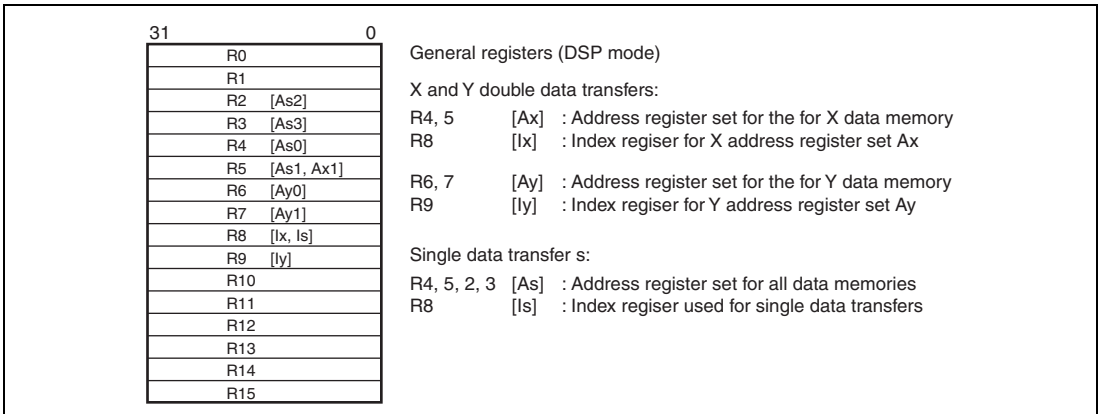 31 0
R0
R1
R2 [As2]
R3 [As3]
R4 [As0]
R5 [As1, Ax1]
R6 [Ay0]
R7 [Ay1]
R8 [Ix, Is]
R9 [Iy]
R10
R11
R12
R13
R14
R15
General registers (DSP mode)
X and Y double data transfers:
R4, 5 [Ax] : Address register set for the for X data memory
R8 [Ix] : Index regiser for X address register set Ax
R6, 7 [Ay] : Address register set for the for Y data memory
R9 [Iy] : Index regiser for Y address register set Ay
Single data transfer s:
R4, 5, 2, 3 [As] : Address register set for all data memories
R8 [Is] : Index regiser used for single data transfers